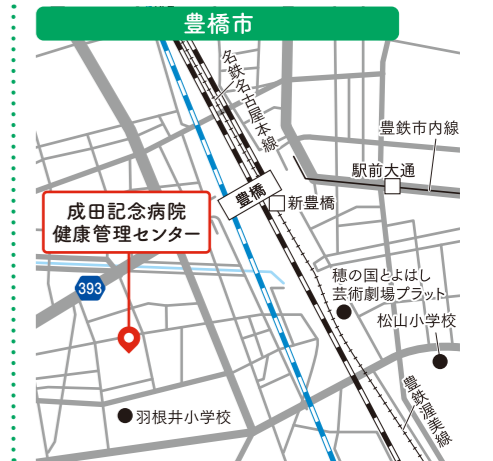 豊橋市
名鉄名古屋本線
豊鉄市内線
駅前大通
豊橋
新豊橋
成田記念病院
健康管理センター
393
穂の国とよはし
芸術劇場プラット
松山小学校
豊鉄渥美線
羽根井小学校